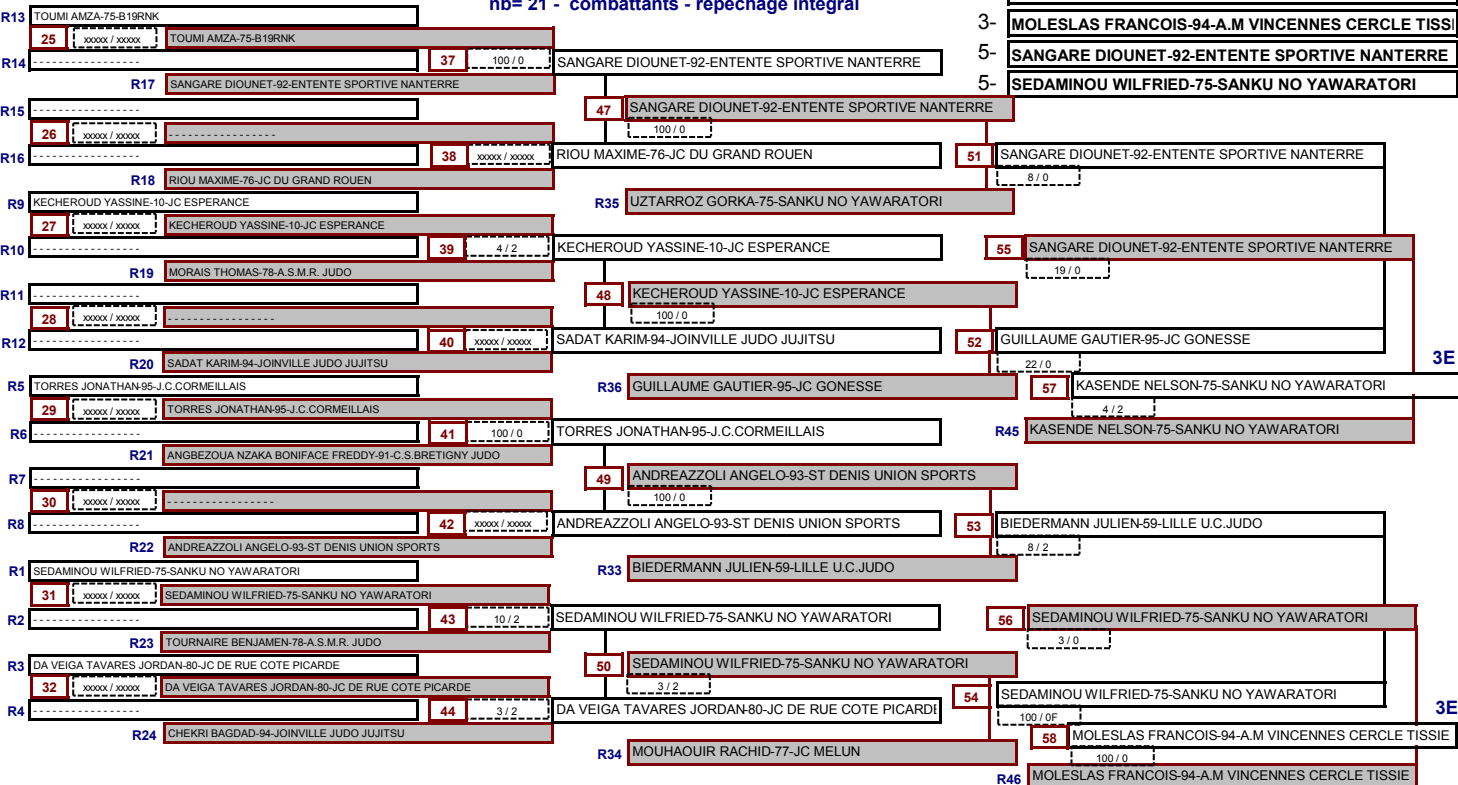 nb= 21 - combattants - repechage intégral
3- MOLESLAS FRANCOIS-94-A.M VINCENNES CERCLE TISSI
5- SANGARE DIOUNET-92-ENTENTE SPORTIVE NANTERRE
5- SEDAMINOU WILFRIED-75-SANKU NO YAWARATORI
R13 TOUMI AMZA-75-B19RNK
25 xxxxx / xxxxx TOUMI AMZA-75-B19RNK
R14 - - - - - - - - - - - - - - - - 37 100 / 0 SANGARE DIOUNET-92-ENTENTE SPORTIVE NANTERRE
R17 SANGARE DIOUNET-92-ENTENTE SPORTIVE NANTERRE
R15 - - - - - - - - - - - - - - - - 47 SANGARE DIOUNET-92-ENTENTE SPORTIVE NANTERRE
26 xxxxx / xxxxx - - - - - - - - - - - - - - - - 100 / 0
R16 - - - - - - - - - - - - - - - - 38 xxxxx / xxxxx RIOU MAXIME-76-JC DU GRAND ROUEN 51 SANGARE DIOUNET-92-ENTENTE SPORTIVE NANTERRE
R18 RIOU MAXIME-76-JC DU GRAND ROUEN 8 / 0
R9 KECHEROUD YASSINE-10-JC ESPERANCE R35 UZTARROZ GORKA-75-SANKU NO YAWARATORI
27 xxxxx / xxxxx KECHEROUD YASSINE-10-JC ESPERANCE
R10 - - - - - - - - - - - - - - - - 39 4 / 2 KECHEROUD YASSINE-10-JC ESPERANCE 55 SANGARE DIOUNET-92-ENTENTE SPORTIVE NANTERRE
R19 MORAIS THOMAS-78-A.S.M.R. JUDO 19 / 0
R11 - - - - - - - - - - - - - - - - 48 KECHEROUD YASSINE-10-JC ESPERANCE
28 xxxxx / xxxxx - - - - - - - - - - - - - - - - 100 / 0
R12 - - - - - - - - - - - - - - - - 40 xxxxx / xxxxx SADAT KARIM-94-JOINVILLE JUDO JUJITSU 52 GUILLAUME GAUTIER-95-JC GONESSE
R20 SADAT KARIM-94-JOINVILLE JUDO JUJITSU 22 / 0 3E
R5 TORRES JONATHAN-95-J.C.CORMEILLAIS R36 GUILLAUME GAUTIER-95-JC GONESSE 57 KASENDE NELSON-75-SANKU NO YAWARATORI
29 xxxxx / xxxxx TORRES JONATHAN-95-J.C.CORMEILLAIS 4 / 2
R6 - - - - - - - - - - - - - - - - 41 100 / 0 TORRES JONATHAN-95-J.C.CORMEILLAIS R45 KASENDE NELSON-75-SANKU NO YAWARATORI
R21 ANGBEZOUA NZAKA BONIFACE FREDDY-91-C.S.BRETIGNY JUDO
R7 - - - - - - - - - - - - - - - - 49 ANDREAZZOLI ANGELO-93-ST DENIS UNION SPORTS
30 xxxxx / xxxxx - - - - - - - - - - - - - - - - 100 / 0
R8 - - - - - - - - - - - - - - - - 42 xxxxx / xxxxx ANDREAZZOLI ANGELO-93-ST DENIS UNION SPORTS 53 BIEDERMANN JULIEN-59-LILLE U.C.JUDO
R22 ANDREAZZOLI ANGELO-93-ST DENIS UNION SPORTS 8 / 2
R1 SEDAMINOU WILFRIED-75-SANKU NO YAWARATORI R33 BIEDERMANN JULIEN-59-LILLE U.C.JUDO
31 xxxxx / xxxxx SEDAMINOU WILFRIED-75-SANKU NO YAWARATORI
R2 - - - - - - - - - - - - - - - - 43 10 / 2 SEDAMINOU WILFRIED-75-SANKU NO YAWARATORI 56 SEDAMINOU WILFRIED-75-SANKU NO YAWARATORI
R23 TOURNAIRE BENJAMEN-78-A.S.M.R. JUDO 3 / 0
R3 DA VEIGA TAVARES JORDAN-80-JC DE RUE COTE PICARDE 50 SEDAMINOU WILFRIED-75-SANKU NO YAWARATORI
32 xxxxx / xxxxx DA VEIGA TAVARES JORDAN-80-JC DE RUE COTE PICARDE 3 / 2 54 SEDAMINOU WILFRIED-75-SANKU NO YAWARATORI
R4 - - - - - - - - - - - - - - - - 44 3 / 2 DA VEIGA TAVARES JORDAN-80-JC DE RUE COTE PICARDE 100 / 0F 3E
R24 CHEKRI BAGDAD-94-JOINVILLE JUDO JUJITSU 58 MOLESLAS FRANCOIS-94-A.M VINCENNES CERCLE TISSIE
R34 MOUHAOUIR RACHID-77-JC MELUN 100 / 0
R46 MOLESLAS FRANCOIS-94-A.M VINCENNES CERCLE TISSIE